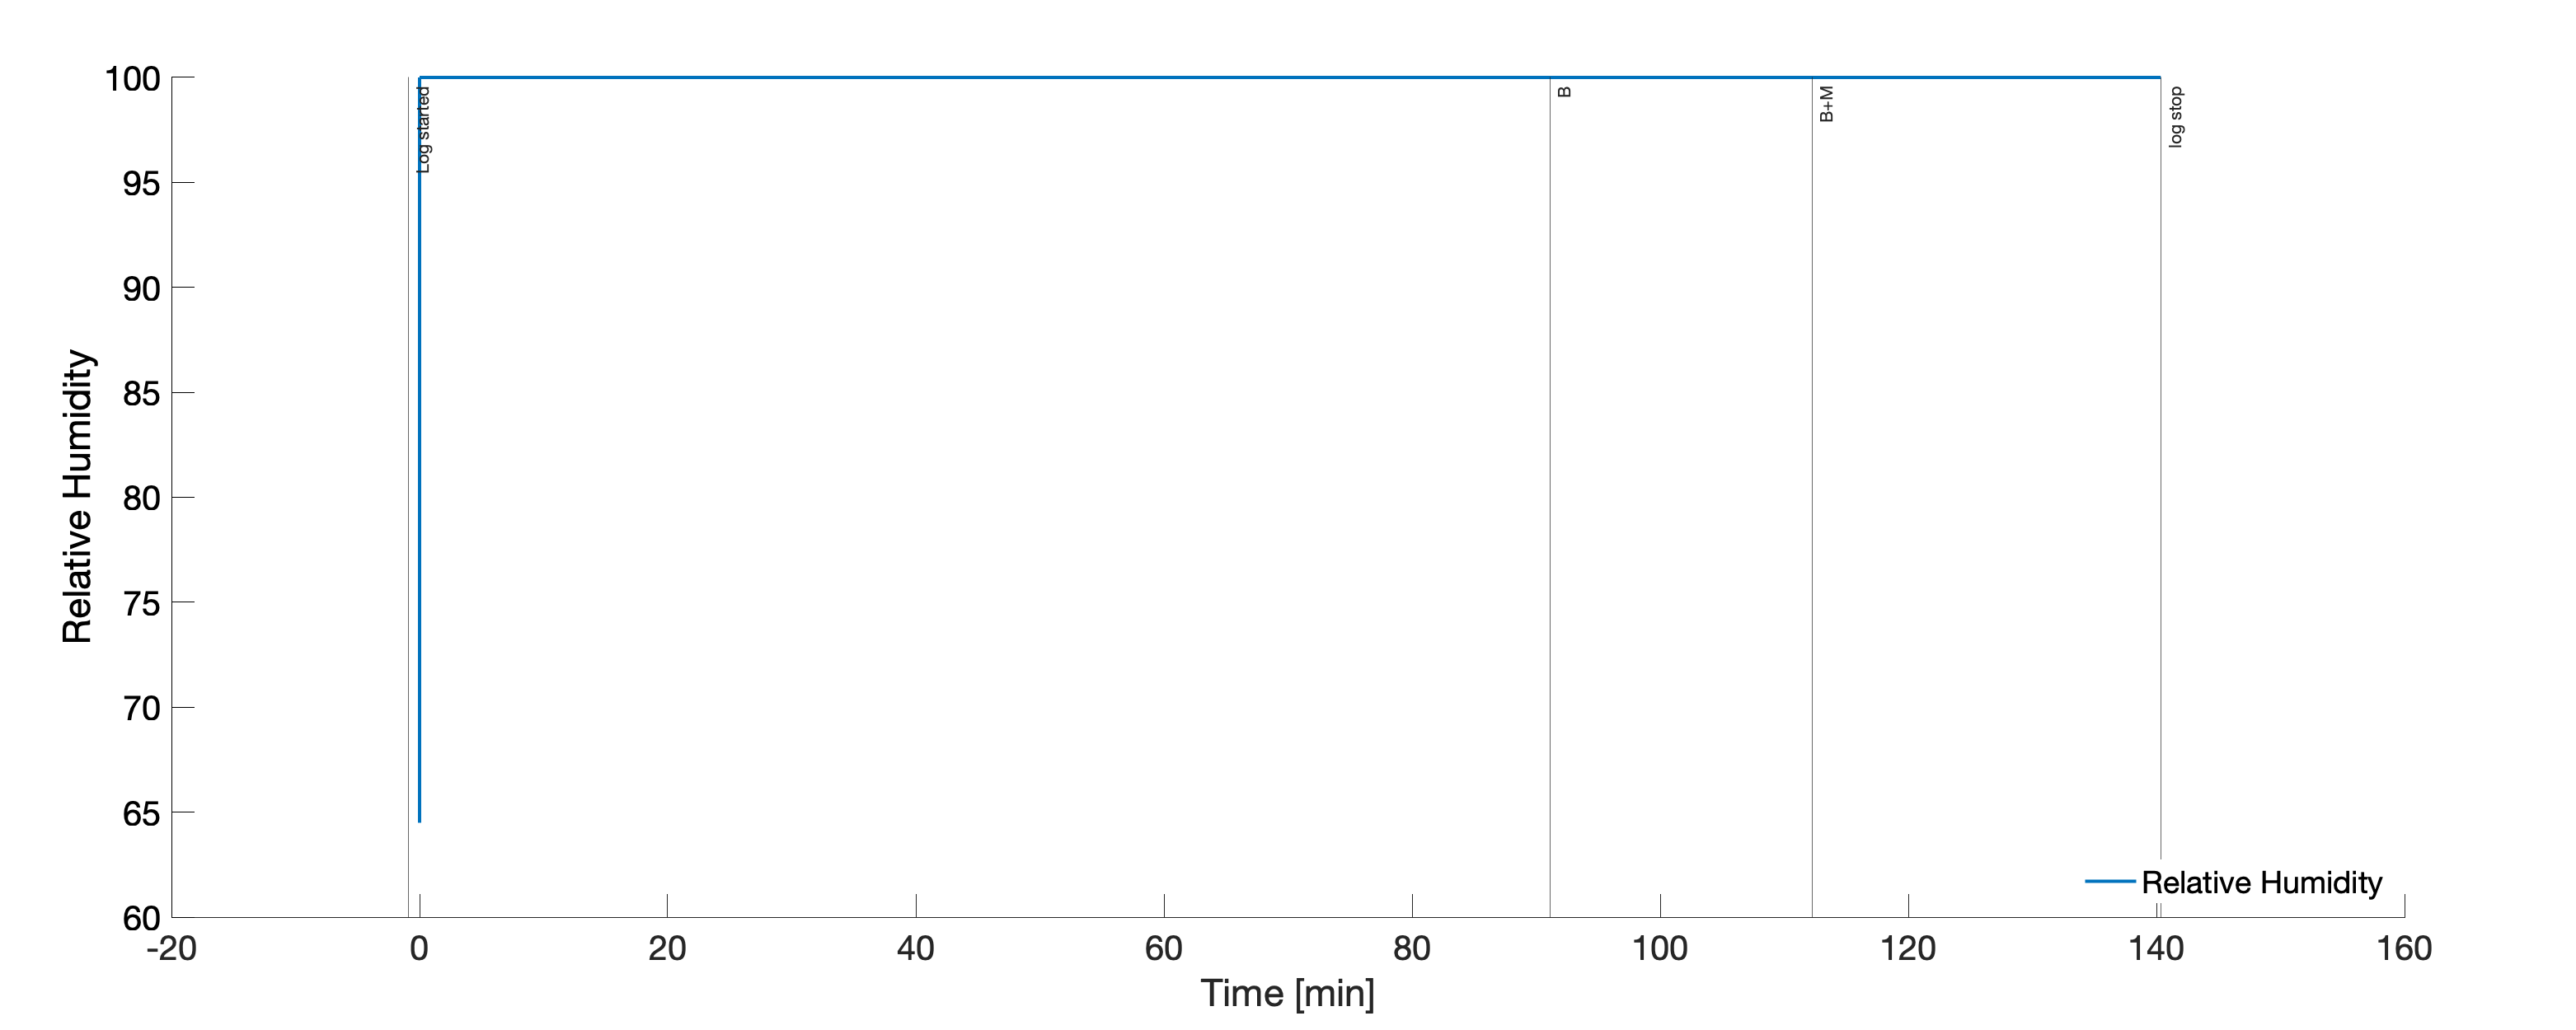 100
95
90
85
80
75
70
65
60
Relative Humidity
Log started
B
B+M
log stop
Relative Humidity
-20 0 20 40 60 80 100 120 140 160
Time [min]